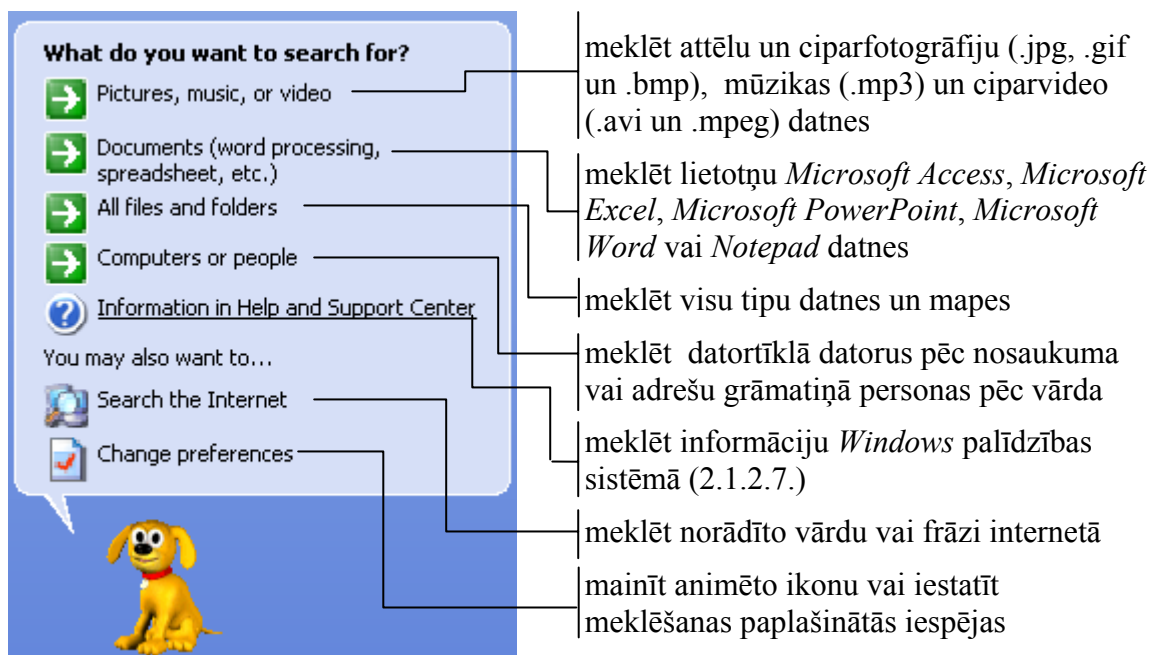 What do you want to search for?
Pictures, music, or video
Documents (word processing,
spreadsheet, etc.)
All files and folders
Computers or people
Information in Help and Support Center
You may also want to...
Search the Internet
Change preferences
meklēt attēlu un ciparfotogrāfiju (.jpg, .gif
un .bmp), mūzikas (.mp3) un ciparvideo
(.avi un .mpeg) datnes
meklēt lietotņu Microsoft Access, Microsoft
Excel, Microsoft PowerPoint, Microsoft
Word vai Notepad datnes
meklēt visu tipu datnes un mapes
meklēt datortīklā datorus pēc nosaukuma
vai adrešu grāmatiņā personas pēc vārda
meklēt informāciju Windows palīdzības
sistēmā (2.1.2.7.)
meklēt norādīto vārdu vai frāzi internetā
mainīt animēto ikonu vai iestatīt
meklēšanas paplašinātās iespējas